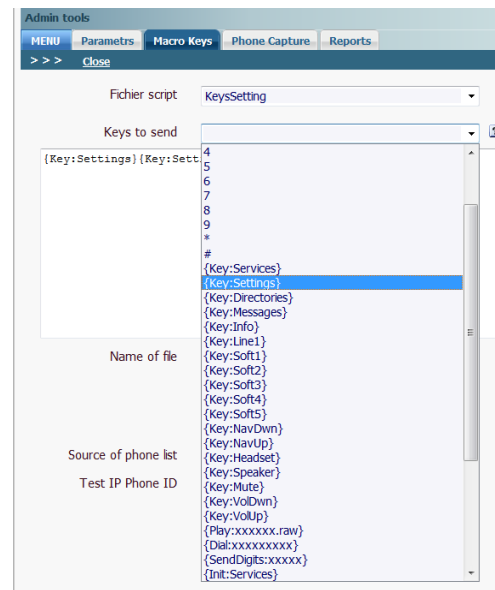 Admin tools
MENU Parametrs Macro Keys Phone Capture Reports
> > > Close
Fichier script KeysSetting
Keys to send
{Key:Settings}{Key:Sett
4
5
6
7
8
9
*
#
{Key:Services}
{Key:Settings}
{Key:Directories}
{Key:Messages}
{Key:Info}
{Key:Line1}
{Key:Soft1}
{Key:Soft2}
{Key:Soft3}
{Key:Soft4}
{Key:Soft5}
{Key:NavDwn}
{Key:NavUp}
{Key:Headset}
{Key:Speaker}
{Key:Mute}
{Key:VolDwn}
{Key:VolUp}
{Play:xxxxxx.raw}
{Dial:xxxxxxxxx}
{SendDigits:xxxxx}
{Init:Services}
Name of file
Source of phone list
Test IP Phone ID